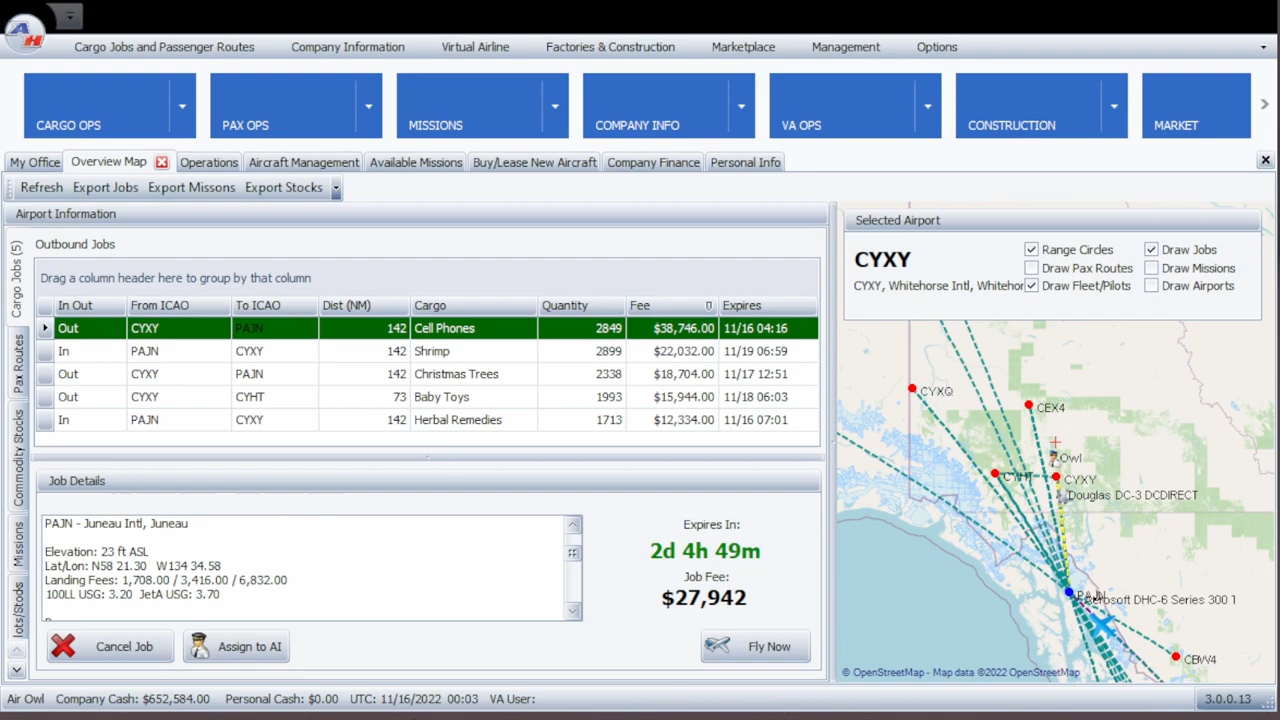 AH
Cargo Jobs and Passenger Routes Company Information Virtual Airline Factories & Construction Marketplace Management Options
CARGO OPS PAX OPS MISSIONS COMPANY INFO VA OPS CONSTRUCTION MARKET
My Office Overview Map Operations Aircraft Management Available Missions Buy/Lease New Aircraft Company Finance Personal Info
Refresh Export Jobs Export Missons Export Stocks
Airport Information
Cargo Jobs (5)
Pax Routes
Commodity Stocks
Missions
Outbound Jobs
Drag a column header here to group by that column
In Out From ICAO To ICAO Dist (NM) Cargo Quantity Fee Expires
Out CYXY PAJN 142 Cell Phones 2849 $38,746.00 11/16 04:16
In PAJN CYXY 142 Shrimp 2899 $22,032.00 11/19 06:59
Out CYXY PAJN 142 Christmas Trees 2338 $18,704.00 11/17 12:51
Out CYXY CYHT 73 Baby Toys 1993 $15,944.00 11/18 06:03
In PAJN CYXY 142 Herbal Remedies 1713 $12,334.00 11/16 07:01
Job Details
PAJN - Juneau Intl, Juneau
Elevation: 23 ft ASL
Lat/Lon: N58 21.30 W134 34.58
Landing Fees: 1,708.00 / 3,416.00 / 6,832.00
100LL USG: 3.20 JetA USG: 3.70
Expires In:
2d 4h 49m
Job Fee:
$27,942
Cancel Job Assign to AI Fly Now
Selected Airport
CYXY
CYXY, Whitehorse Intl, Whitehor
Range Circles Draw Jobs
Draw Pax Routes Draw Missions
Draw Fleet/Pilots Draw Airports
CYXQ
CEX4
Owl
CYHT
CYXY
Douglas DC-3 DCDIRECT
PAJN
DHC-6 Series 300 1
CBW4
© OpenStreetMap - Map data ©2022 OpenStreetMap
Air Owl Company Cash: $652,584.00 Personal Cash: $0.00 UTC: 11/16/2022 00:03 VA User: 3.0.0.13